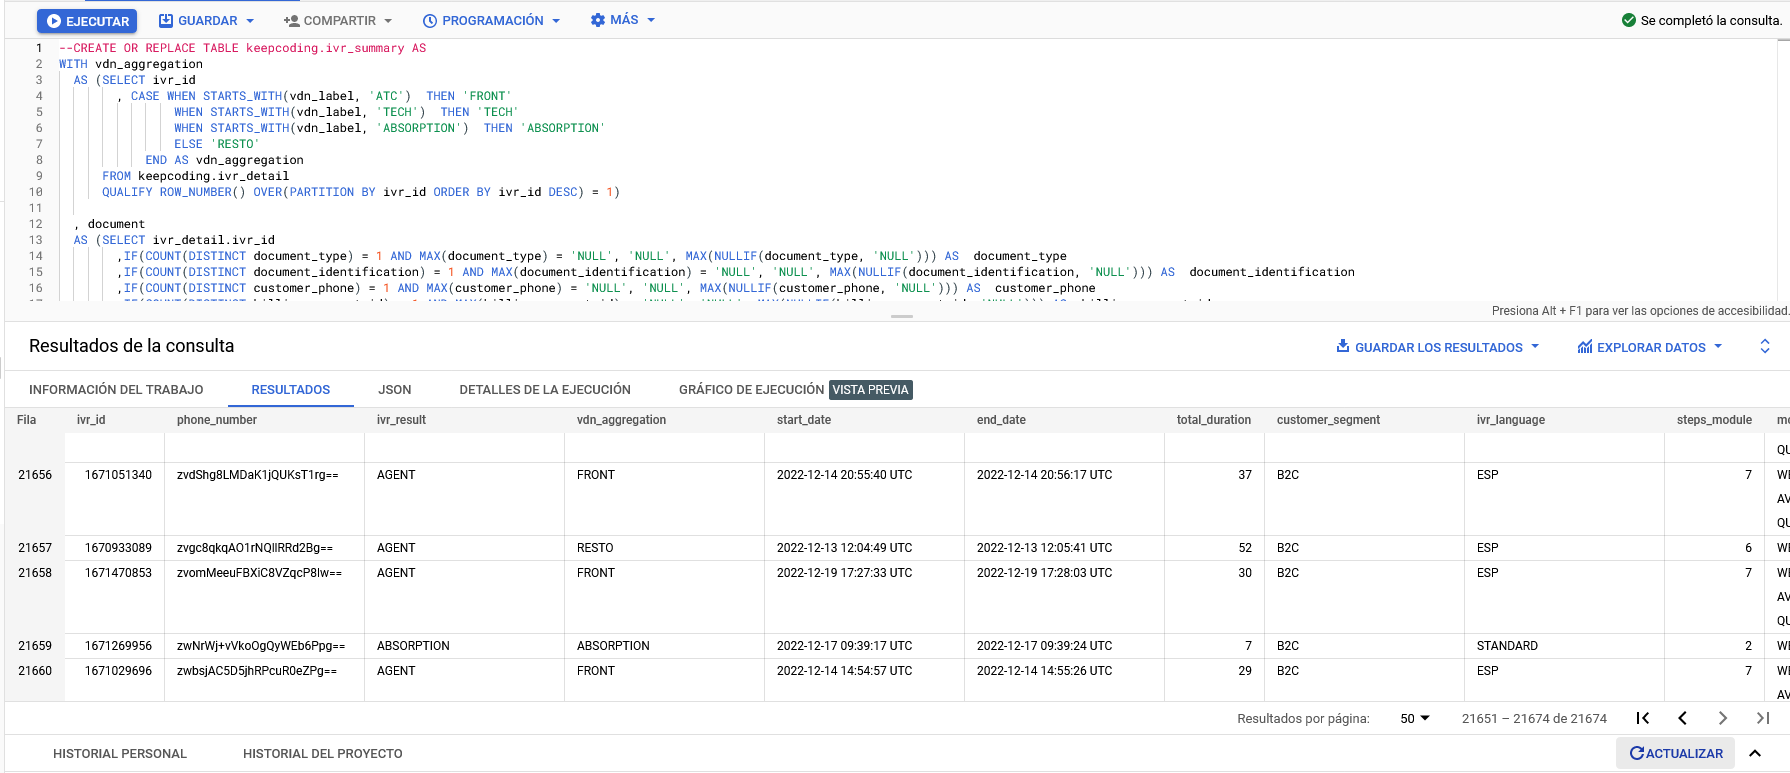 EJECUTAR GUARDAR COMPARTIR PROGRAMACIÓN MÁS Se completó la consulta.
1 --CREATE OR REPLACE TABLE keepcoding.ivr_summary AS
2 WITH vdn_aggregation
3 AS (SELECT ivr_id
4 , CASE WHEN STARTS_WITH(vdn_label, 'ATC') THEN 'FRONT'
5 WHEN STARTS_WITH(vdn_label, 'TECH') THEN 'TECH'
6 WHEN STARTS_WITH(vdn_label, 'ABSORPTION') THEN 'ABSORPTION'
7 ELSE 'RESTO'
8 END AS vdn_aggregation
9 FROM keepcoding.ivr_detail
10 QUALIFY ROW_NUMBER() OVER(PARTITION BY ivr_id ORDER BY ivr_id DESC) = 1)
11
12 , document
13 AS (SELECT ivr_detail.ivr_id
14 ,IF(COUNT(DISTINCT document_type) = 1 AND MAX(document_type) = 'NULL', 'NULL', MAX(NULLIF(document_type, 'NULL'))) AS document_type
15 ,IF(COUNT(DISTINCT document_identification) = 1 AND MAX(document_identification) = 'NULL', 'NULL', MAX(NULLIF(document_identification, 'NULL'))) AS document_identification
16 ,IF(COUNT(DISTINCT customer_phone) = 1 AND MAX(customer_phone) = 'NULL', 'NULL', MAX(NULLIF(customer_phone, 'NULL'))) AS customer_phone
Presiona Alt + F1 para ver las opciones de accesibilidad.
Resultados de la consulta GUARDAR LOS RESULTADOS EXPLORAR DATOS
INFORMACIÓN DEL TRABAJO RESULTADOS JSON DETALLES DE LA EJECUCIÓN GRÁFICO DE EJECUCIÓN VISTA PREVIA
Fila ivr_id phone_number ivr_result vdn_aggregation start_date end_date total_duration customer_segment ivr_language steps_module
21656 1671051340 zvdShg8LMDaK1jQUKsT1rg== AGENT FRONT 2022-12-14 20:55:40 UTC 2022-12-14 20:56:17 UTC 37 B2C ESP 7
AV
21657 1670933089 AGENT RESTO 2022-12-13 12:04:49 UTC 2022-12-13 12:05:41 UTC 52 B2C ESP 6
21658 1671470853 AGENT FRONT 2022-12-19 17:27:33 UTC 2022-12-19 17:28:03 UTC 30 B2C ESP 7
AV
21659 1671269956 zwNrWj+vVkoOgQyWEb6Ppg== ABSORPTION ABSORPTION 2022-12-17 09:39:17 UTC 2022-12-17 09:39:24 UTC 7 B2C STANDARD 2
21660 1671029696 zwbsjAC5D5jhRPcuR0eZPg== AGENT FRONT 2022-12-14 14:54:57 UTC 2022-12-14 14:55:26 UTC 29 B2C ESP 7
AV
Resultados por página: 50 21651 – 21674 de 21674
HISTORIAL PERSONAL HISTORIAL DEL PROYECTO ACTUALIZAR